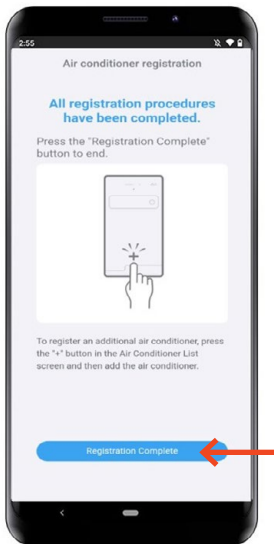 2:55
Air conditioner registration
All registration procedures
have been completed.
Press the "Registration Complete"
button to end.
To register an additional air conditioner, press
the "+" button in the Air Conditioner List
screen and then add the air conditioner.
Registration Complete